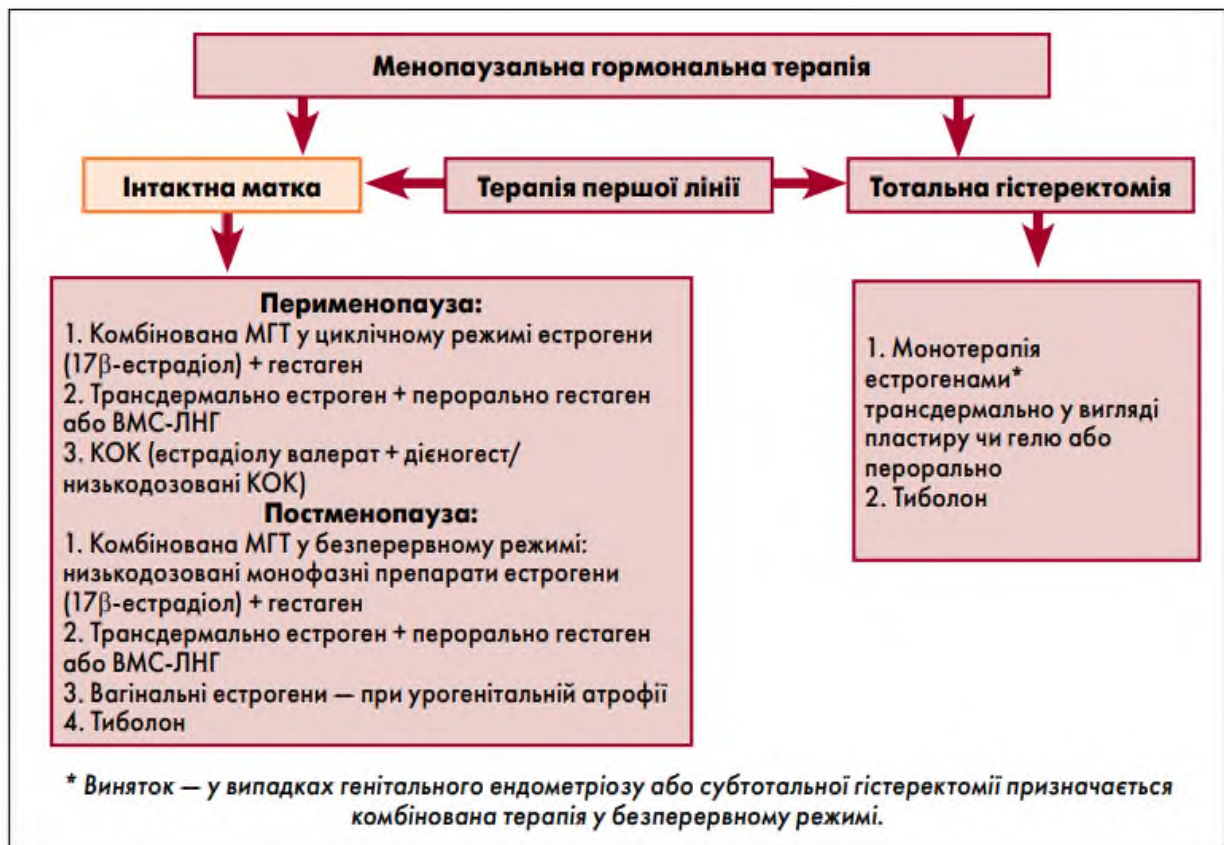 Менопаузальна гормональна терапія
Інтактна матка
Терапія першої лінії
Тотальна гістеректомія
Перименопауза:
1. Комбінована МГТ у циклічному режимі естрогени
(17β-естрадіол) + гестаген
2. Трансдермально естроген + перорально гестаген
або ВМС-ЛНГ
3. КОК (естрадіолу валерат + дієногест/
низькодозовані КОК)
Постменопауза:
1. Комбінована МГТ у безперервному режимі:
низькодозовані монофазні препарати естрогени
(17β-естрадіол) + гестаген
2. Трансдермально естроген + перорально гестаген
або ВМС-ЛНГ
3. Вагінальні естрогени — при урогенітальній атрофії
4. Тиболон
1. Монотерапія
естрогенами*
трансдермально у вигляді
пластиру чи гелю або
перорально
2. Тиболон
* Виняток — у випадках генітального ендометріозу або субтотальної гістеректомії призначається
комбінована терапія у безперервному режимі.